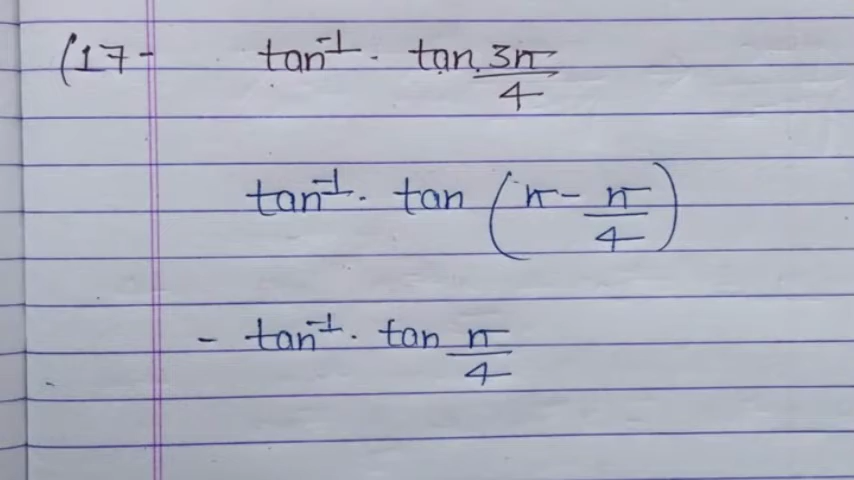 (17- tan⁻¹. tan 3π/4
tan⁻¹. tan (π - π/4)
- tan⁻¹. tan π/4